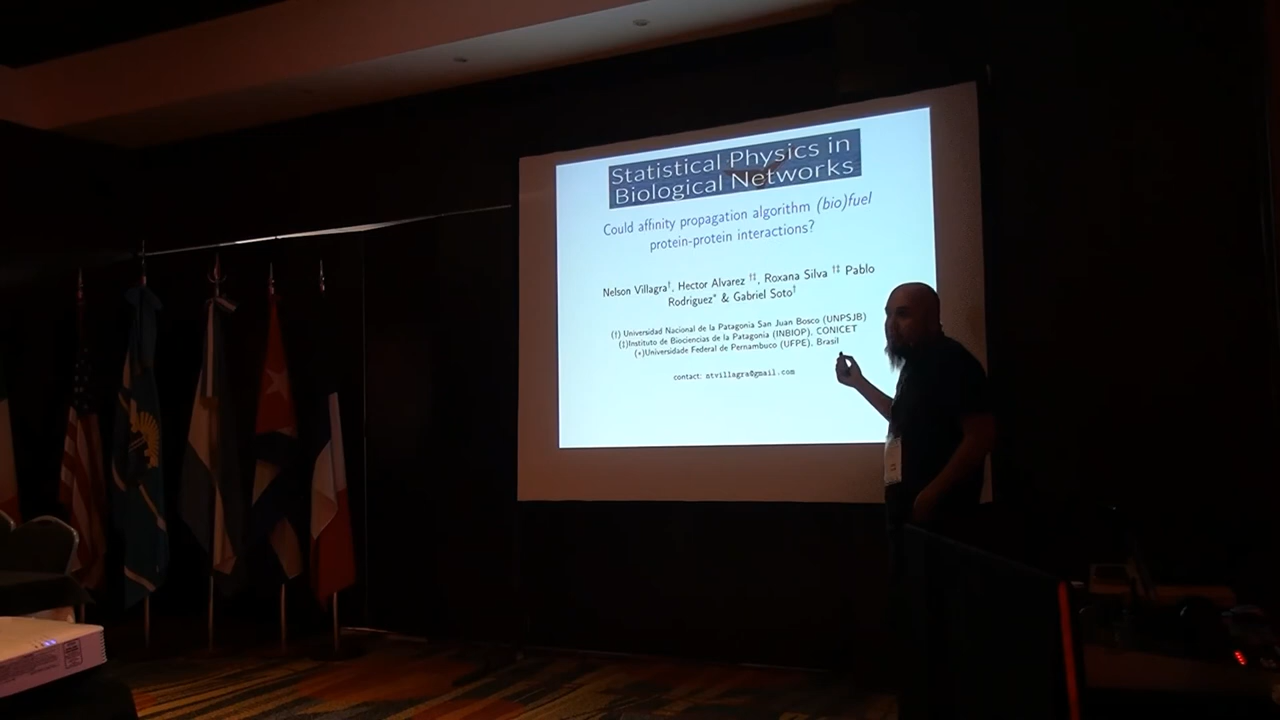 Statistical Physics in
Biological Networks
Could affinity propagation algorithm (bio)fuel
protein-protein interactions?
Nelson Villagra†, Hector Alvarez †‡, Roxana Silva †‡ Pablo
Rodriguez* & Gabriel Soto†
(†) Universidad Nacional de la Patagonia San Juan Bosco (UNPSJB)
(‡)Instituto de Biociencias de la Patagonia (INBIOP), CONICET
(*)Universidade Federal de Pernambuco (UFPE), Brasil
contact: ntvillagra@gmail.com